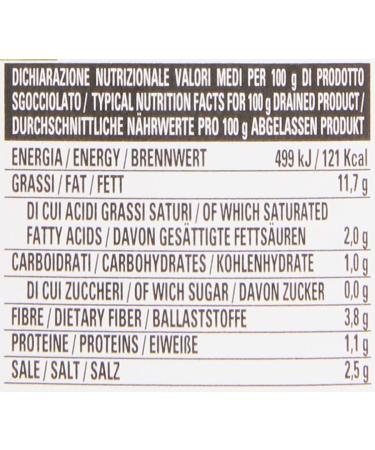 DICHIARAZIONE NUTRIZIONALE VALORI MEDI PER 100 g DI PRODOTTO
SGOCCIOLATO / TYPICAL NUTRITION FACTS FOR 100 g DRAINED PRODUCT /
DURCHSCHNITTLICHE NÄHRWERTE PRO 100 g ABGELASSEN PRODUKT
ENERGIA / ENERGY / BRENNWERT 499 kJ / 121 Kcal
GRASSI / FAT / FETT 11,7 g
DI CUI ACIDI GRASSI SATURI / OF WHICH SATURATED
FATTY ACIDS / DAVON GESÄTTIGTE FETTSÄUREN 2,0 g
CARBOIDRATI / CARBOHYDRATES / KOHLENHYDRATE 1,0 g
DI CUI ZUCCHERI / OF WICH SUGAR / DAVON ZUCKER 0,0 g
FIBRE / DIETARY FIBER / BALLASTSTOFFE 3,8 g
PROTEINE / PROTEINS / EIWEIßE 1,1 g
SALE / SALT / SALZ 2,5 g